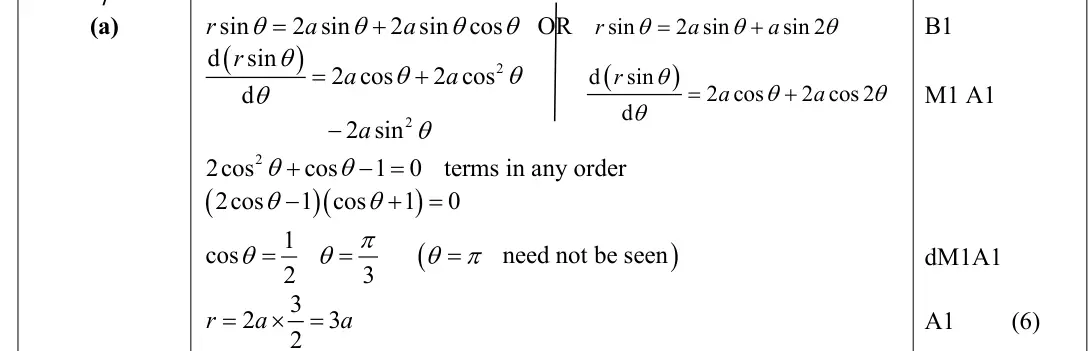 (a) r sin θ = 2a sin θ + 2a sin θ cos θ OR r sin θ = 2a sin θ + a sin 2θ B1
d(r sin θ)/dθ = 2a cos θ + 2a cos² θ − 2a sin² θ
d(r sin θ)/dθ = 2a cos θ + 2a cos 2θ M1 A1
2cos² θ + cos θ − 1 = 0 terms in any order
(2cos θ − 1)(cos θ + 1) = 0
cos θ = 1/2 θ = π/3 (θ = π need not be seen) dM1A1
r = 2a × 3/2 = 3a A1 (6)